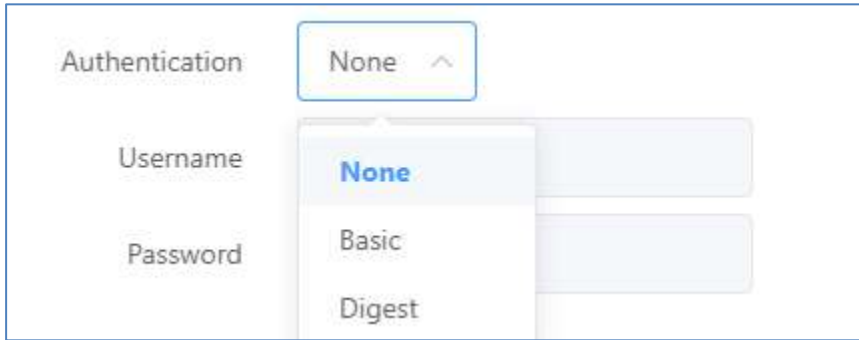 Authentication None
Username
None
Basic
Password
Digest